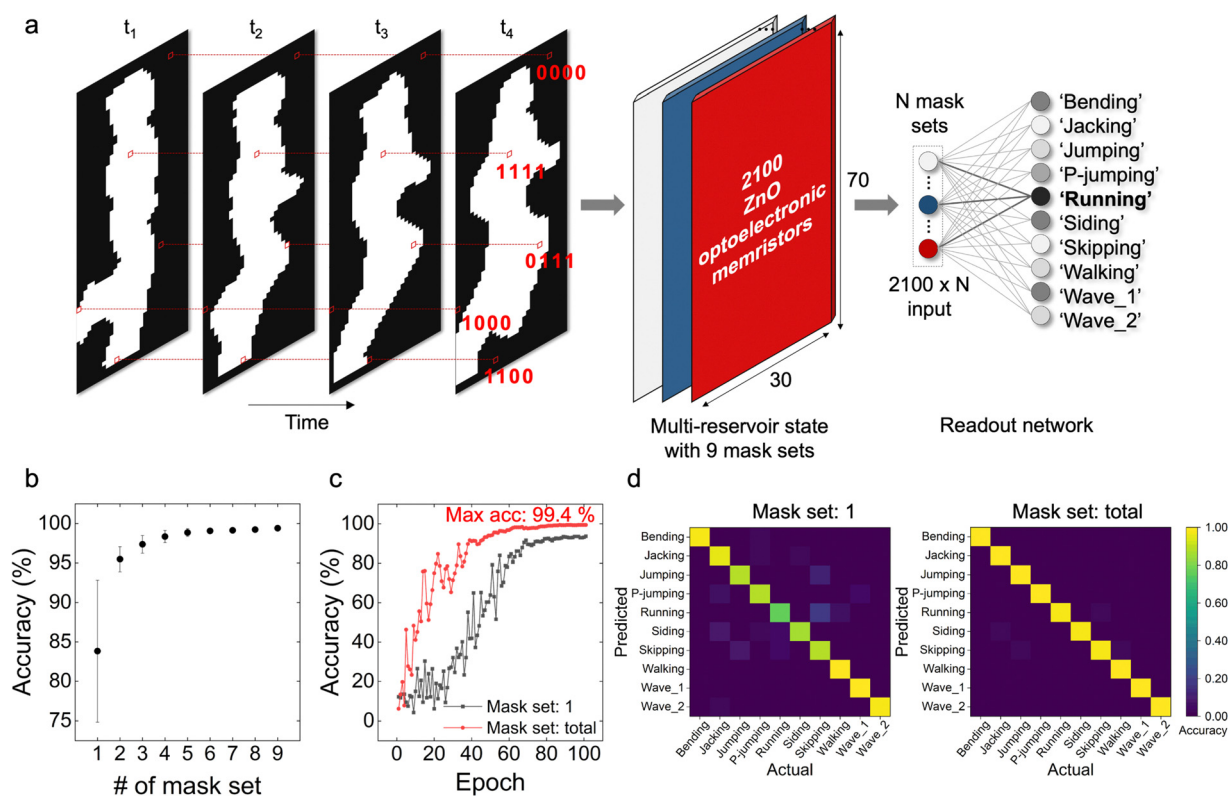 a
t1
t2
t3
t4
0000
1111
0111
1000
1100
Time
2100
ZnO
optoelectronic
memristors
70
30
Multi-reservoir state
with 9 mask sets
N mask
sets
2100 x N
input
'Bending'
'Jacking'
'Jumping'
'P-jumping'
'Running'
'Siding'
'Skipping'
'Walking'
'Wave_1'
'Wave_2'
Readout network
b
Accuracy (%)
100
95
90
85
80
75
1 2 3 4 5 6 7 8 9
# of mask set
c
Accuracy (%)
100
80
60
40
20
0
Max acc: 99.4 %
Mask set: 1
Mask set: total
0 20 40 60 80 100
Epoch
d
Mask set: 1
Predicted
Bending
Jacking
Jumping
P-jumping
Running
Siding
Skipping
Walking
Wave_1
Wave_2
Bending
Jacking
Jumping
P-jumping
Running
Siding
Skipping
Walking
Wave_1
Wave_2
Actual
Mask set: total
Predicted
Bending
Jacking
Jumping
P-jumping
Running
Siding
Skipping
Walking
Wave_1
Wave_2
Bending
Jacking
Jumping
P-jumping
Running
Siding
Skipping
Walking
Wave_1
Wave_2
Actual
1.00
0.80
0.60
0.40
0.20
0.00
Accuracy